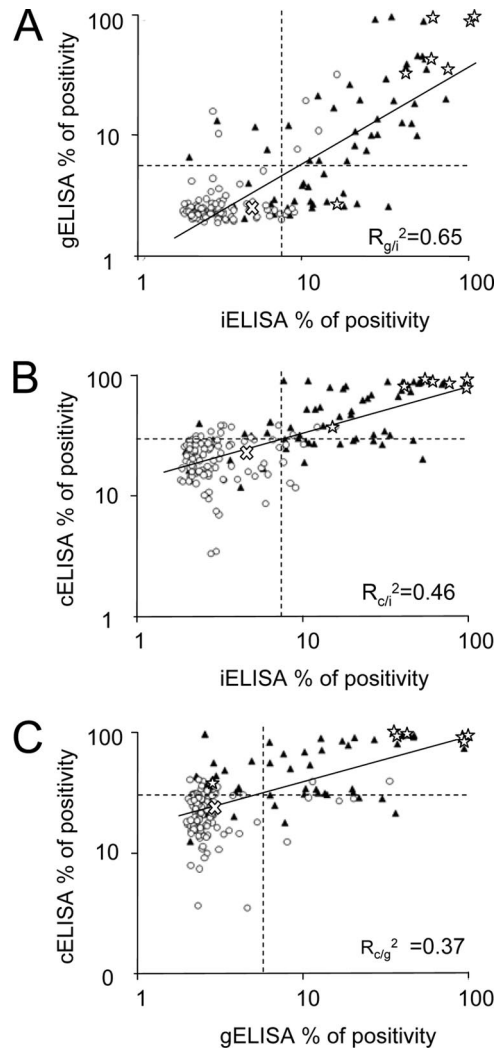 A
100
10
1
gELISA % of positivity
1 10 100
iELISA % of positivity
Rg/i²=0.65
B
100
10
1
cELISA % of positivity
1 10 100
iELISA % of positivity
Rc/i²=0.46
C
100
10
0
cELISA % of positivity
1 10 100
gELISA % of positivity
Rc/g² =0.37